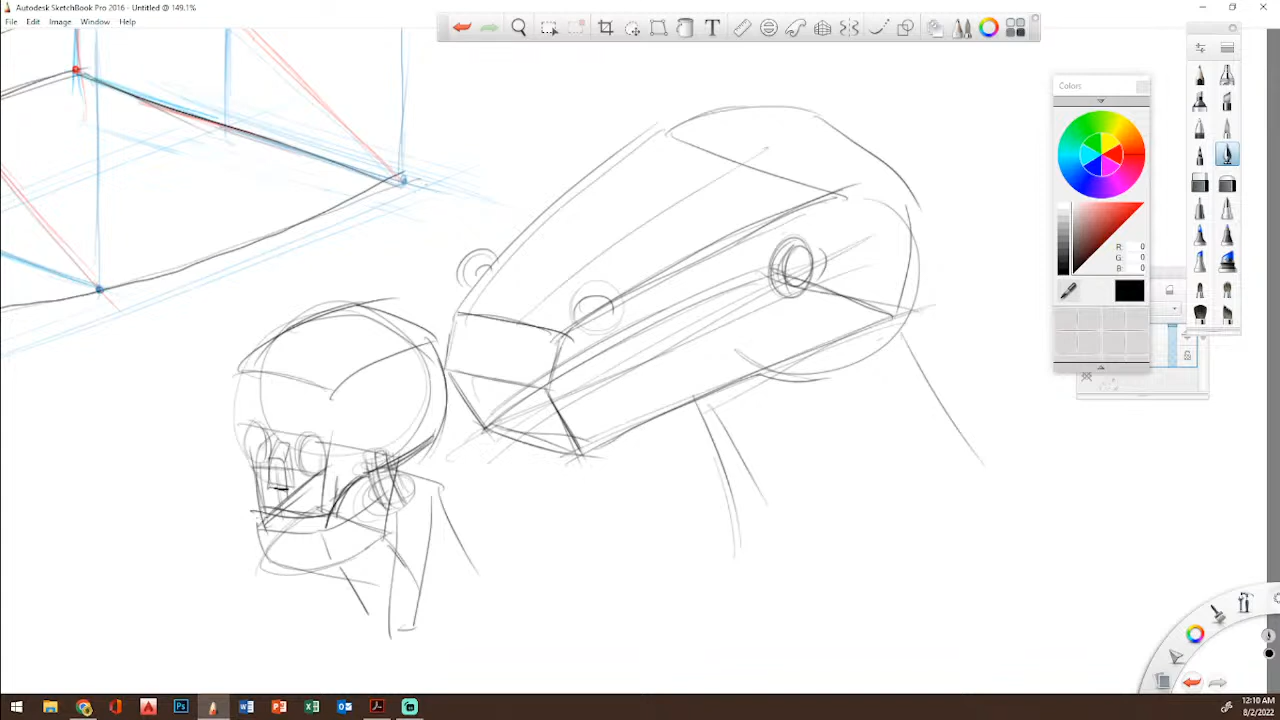 Autodesk SketchBook Pro 2016 - Untitled @ 149.1%
File Edit Image Window Help
T
Colors
R: 0
G: 0
B: 0
12:10 AM
8/2/2022